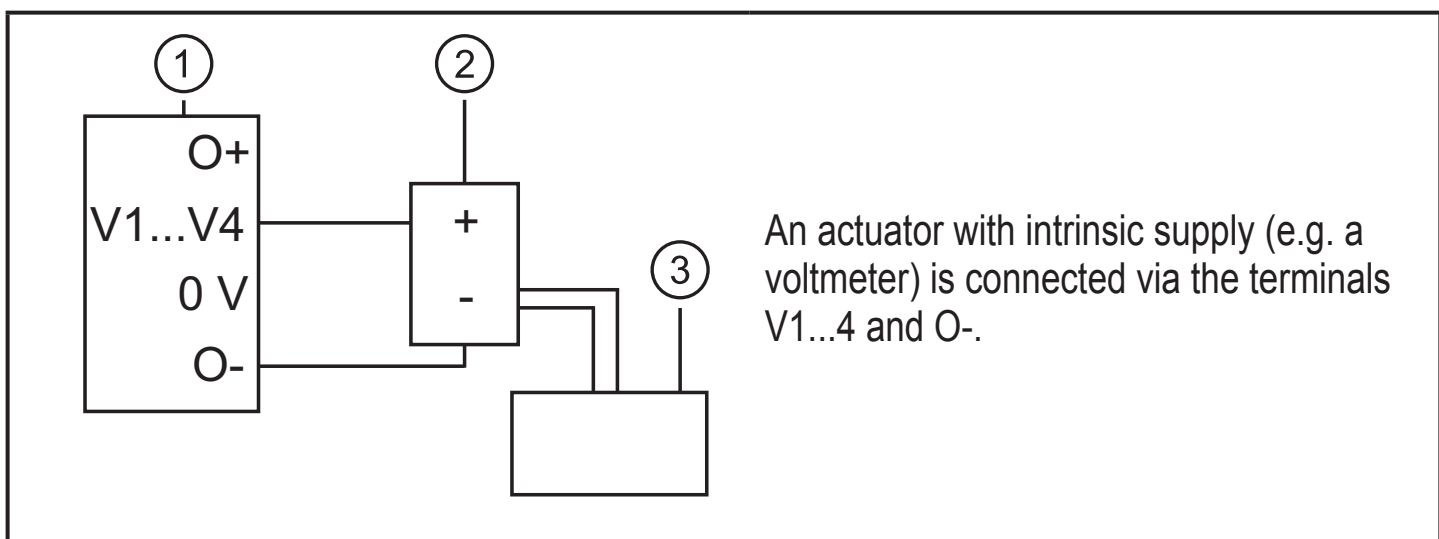 1
2
O+
V1...V4
+
0 V
-
3
O-
An actuator with intrinsic supply (e.g. a
voltmeter) is connected via the terminals
V1...4 and O-.